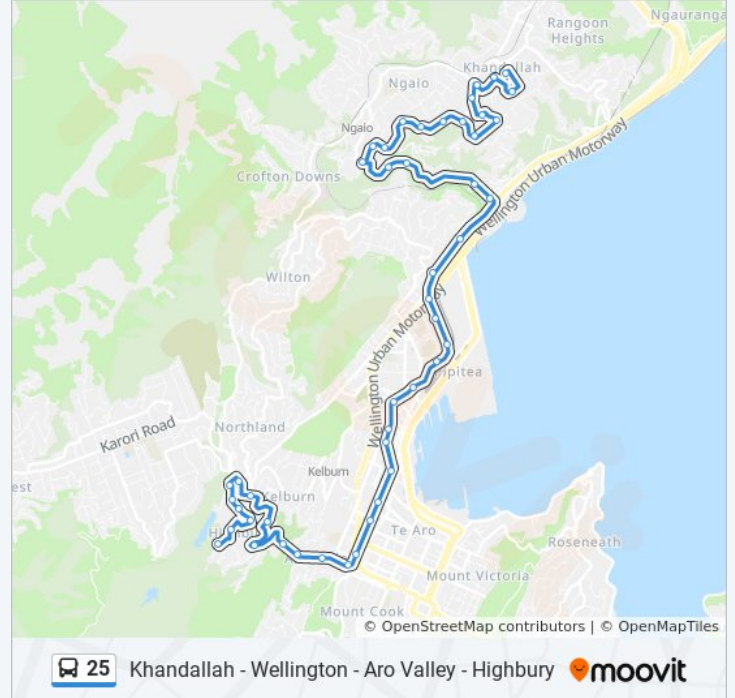 Ngauranga
Rangoon
Heights
Khandallah
Ngaio
Ngaio
Crofton Downs
Wellington Urban Motorway
Wilton
Wellington Urban Motorway
Pipitea
Karori Road
Northland
Kelburn
Kelburn
est
Te Aro
Roseneath
Mount Victoria
Mount Cook
© OpenStreetMap contributors | © OpenMapTiles
25 Khandallah - Wellington - Aro Valley - Highbury moovit